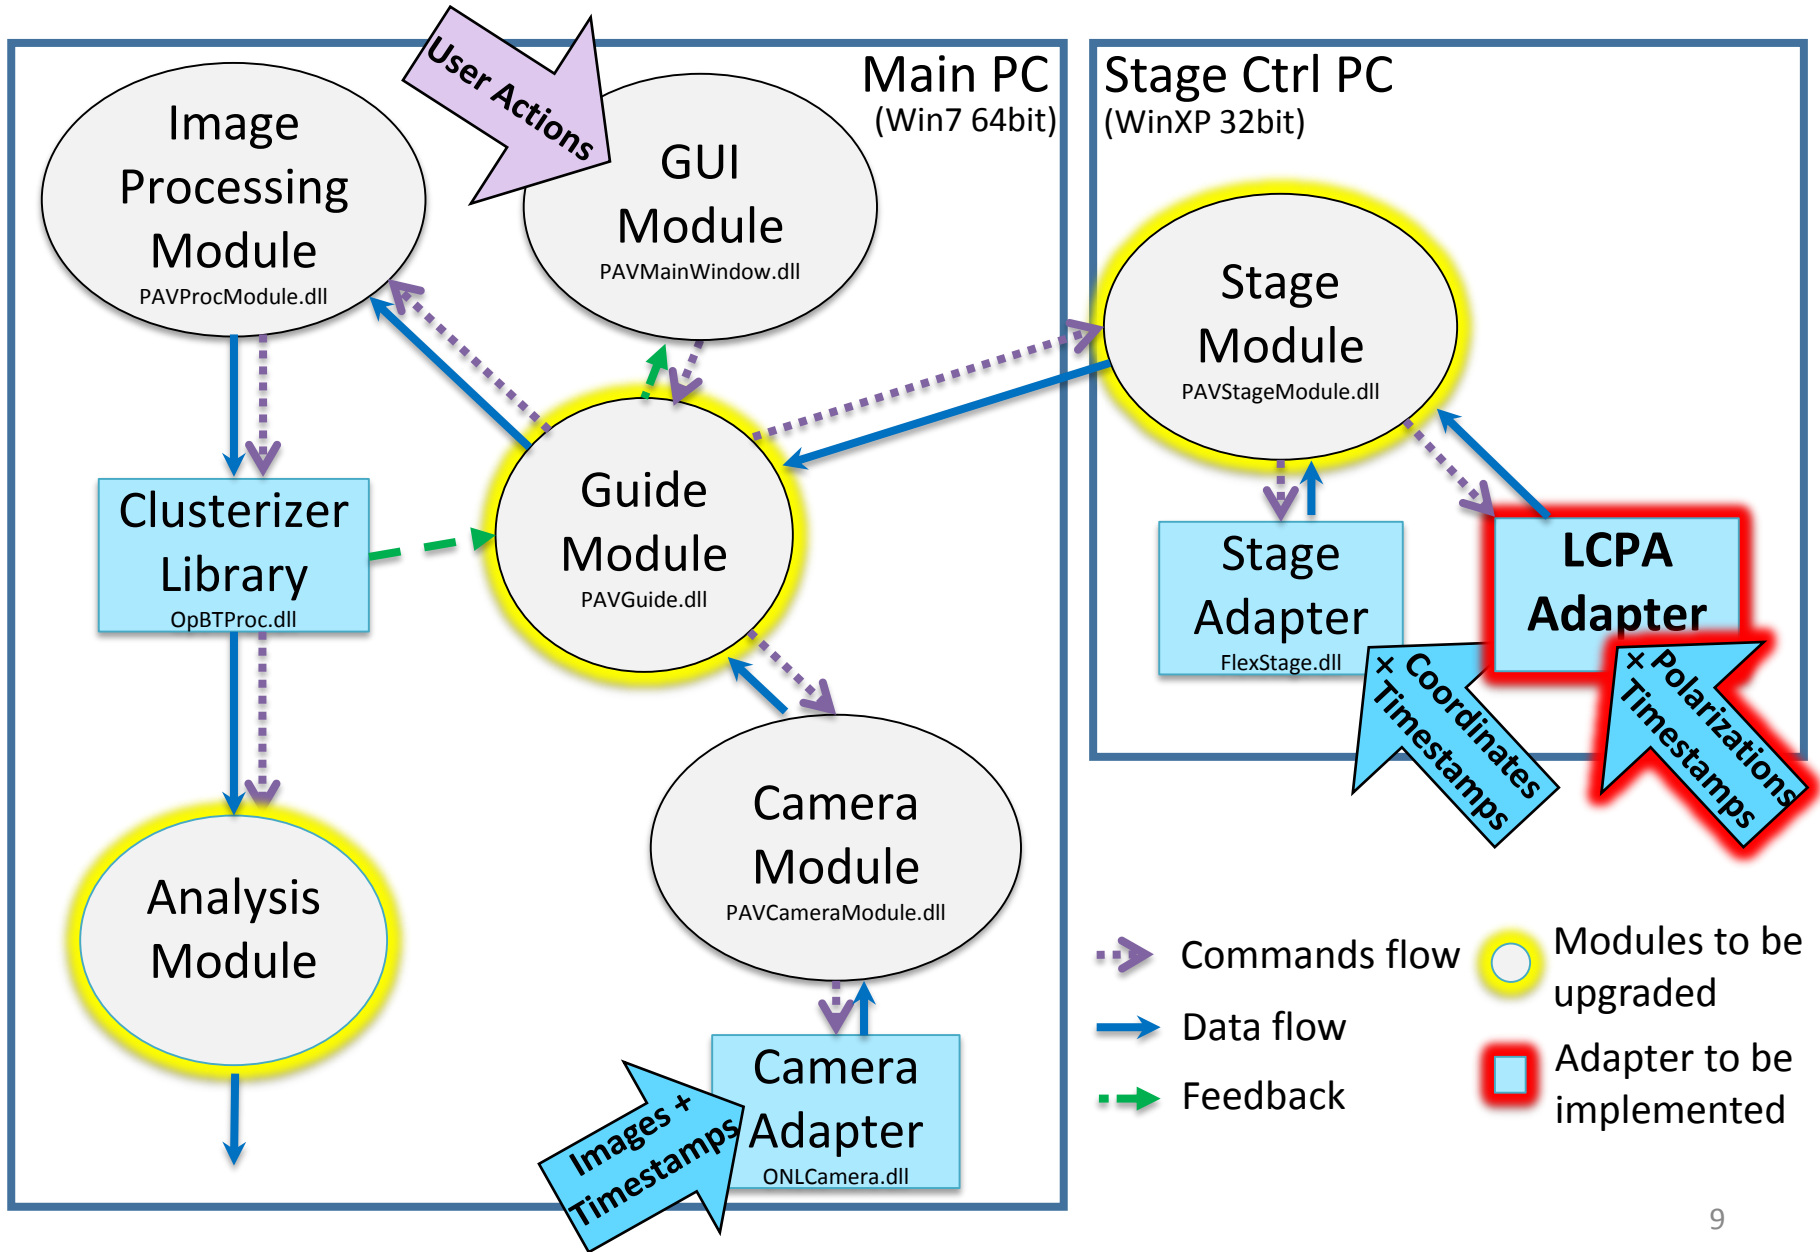 User Actions
Main PC
(Win7 64bit)
Stage Ctrl PC
(WinXP 32bit)
Image
Processing
Module
PAVProcModule.dll
GUI
Module
PAVMainWindow.dll
Stage
Module
PAVStageModule.dll
Guide
Module
PAVGuide.dll
Clusterizer
Library
OpBTProc.dll
Stage
Adapter
FlexStage.dll
LCPA
Adapter
Coordinates
× Timestamps
Polarizations
× Timestamps
Camera
Module
PAVCameraModule.dll
Analysis
Module
Camera
Adapter
ONLCamera.dll
Images +
Timestamps
Commands flow
Data flow
Feedback
Modules to be
upgraded
Adapter to be
implemented
9